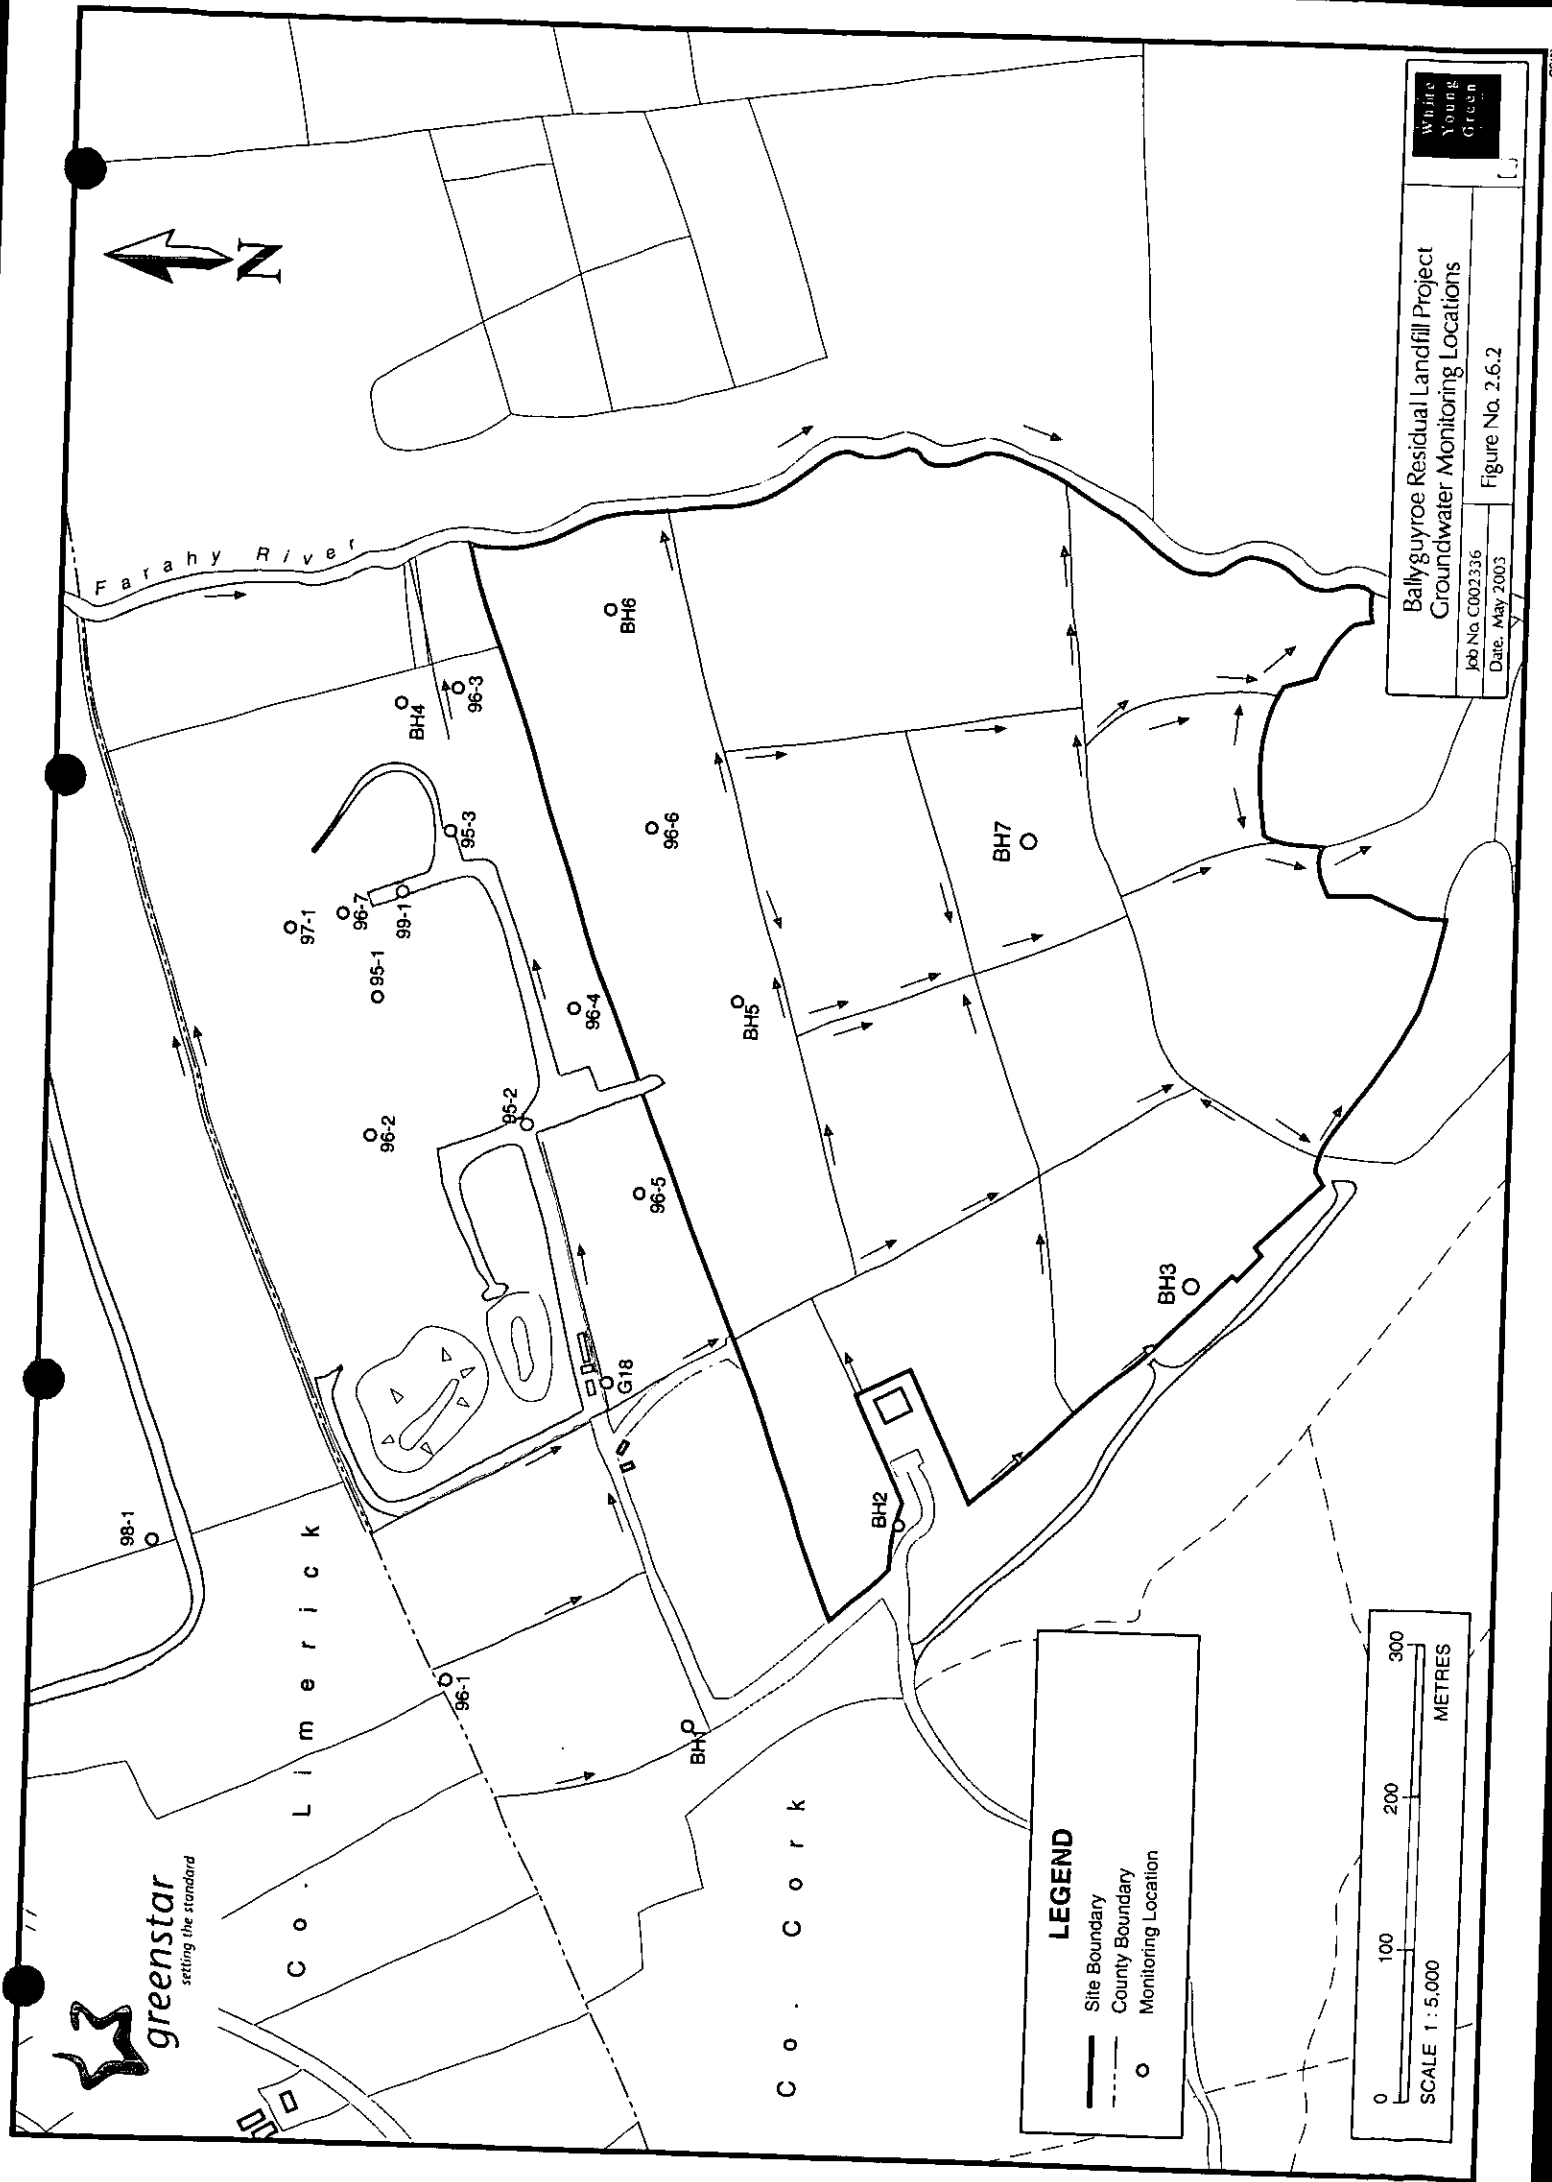 greenstar
setting the standard
Co. Limerick
Co. Cork
Farahy River
N
98-1
96-1
BH1
G18
96-2
95-2
96-5
95-1
97-1
96-7
99-1
95-3
96-4
BH4
96-3
BH6
96-6
BH5
BH7
BH2
BH3
LEGEND
Site Boundary
County Boundary
Monitoring Location
0 100 200 300
SCALE 1 : 5,000 METRES
Ballyguyroe Residual Landfill Project
Groundwater Monitoring Locations
Job No. C002336
Date. May 2003
Figure No. 2.6.2
White
Young
Green